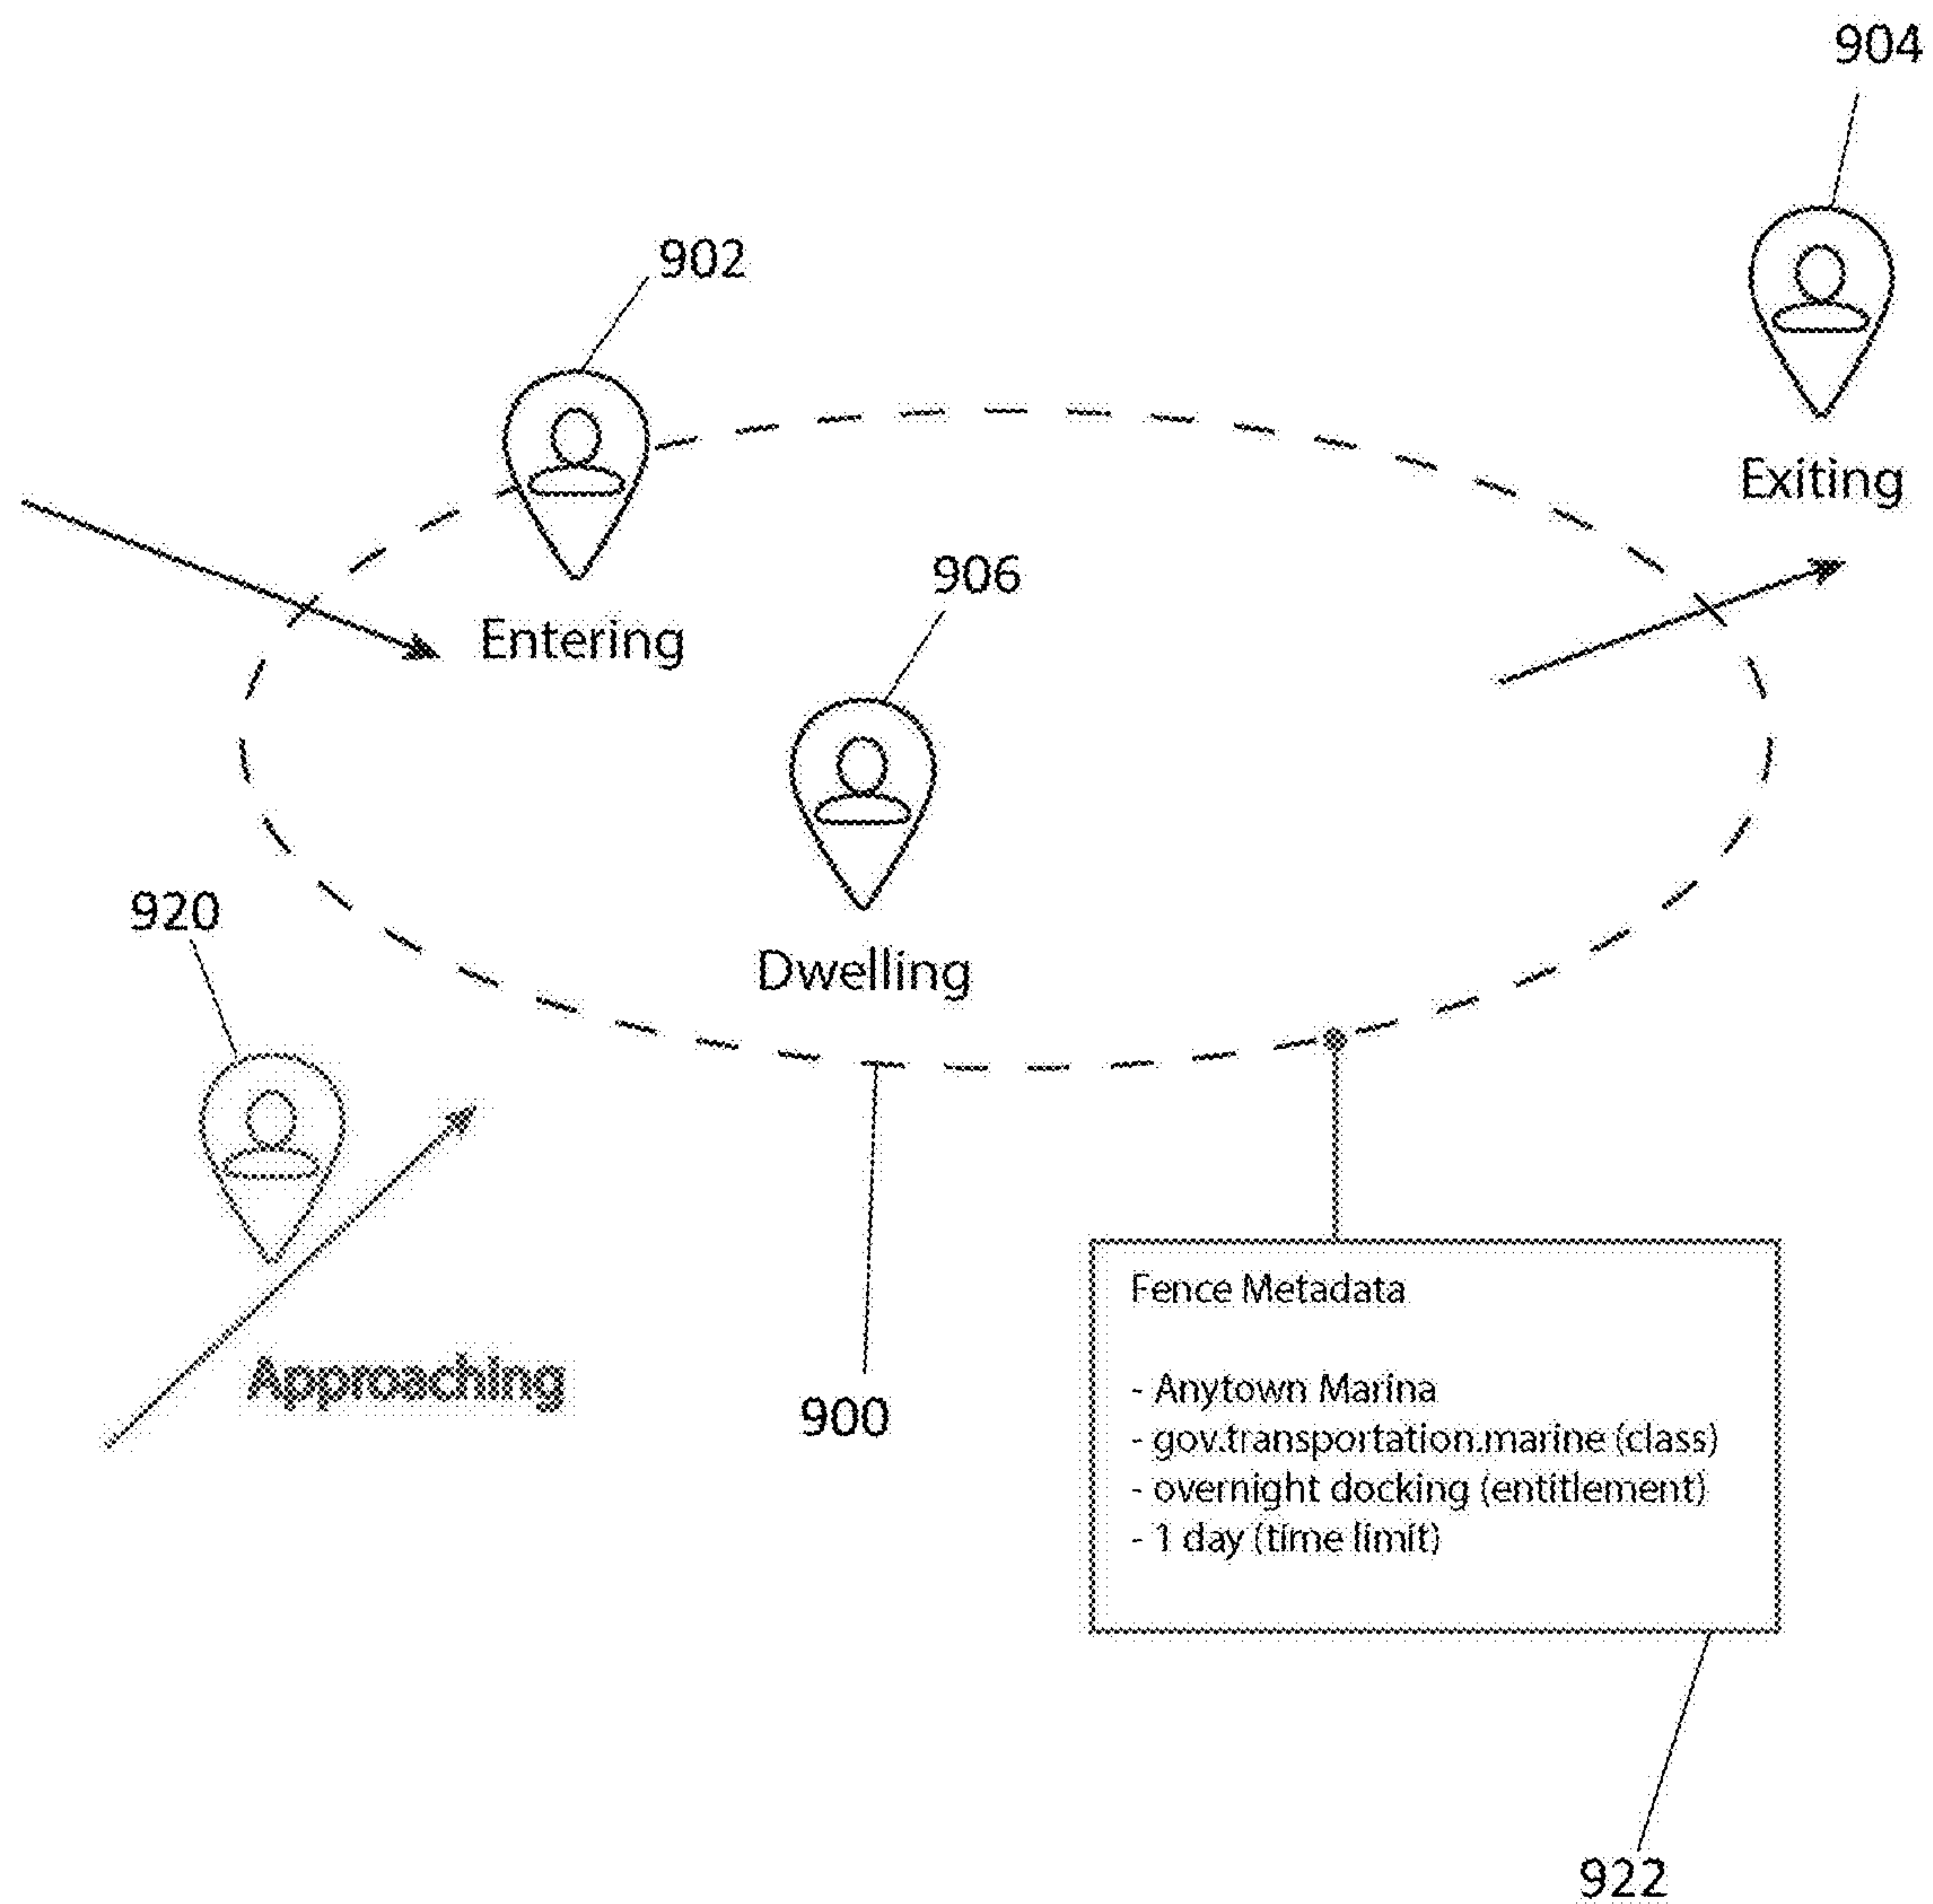 904
902
Exiting
906
Entering
920
Dwelling
Approaching
900
Fence Metadata
- Anytown Marina
- gov.transportation.marine (class)
- overnight docking (entitlement)
- 1 day (time limit)
922